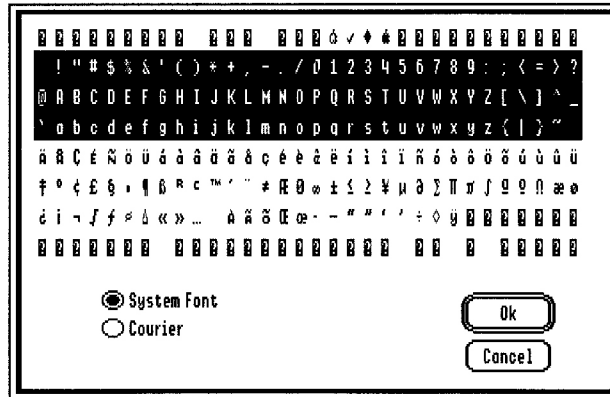 ! " # $ % & ' ( ) * + , - . / 0 1 2 3 4 5 6 7 8 9 : ; < = > ?
@ A B C D E F G H I J K L M N O P Q R S T U V W X Y Z [ \ ] ^ _
` a b c d e f g h i j k l m n o p q r s t u v w x y z { | } ~
Ä Å Ç É Ñ Ö Ü á à â ä ã å ç é è ê ë í ì î ï ñ ó ò ô ö õ ú ù û ü
† ° ¢ £ § • ¶ ß ® © ™ ´ ¨ ≠ Æ Ø ∞ ± ≤ ≥ ¥ µ ∂ ∑ ∏ π ∫ ª º Ω æ ø
¿ ¡ ¬ √ ƒ ≈ ∆ « » … À Ã Õ Œ œ – — “ ” ‘ ’ ÷ ◊ ÿ
System Font
Courier
Ok
Cancel